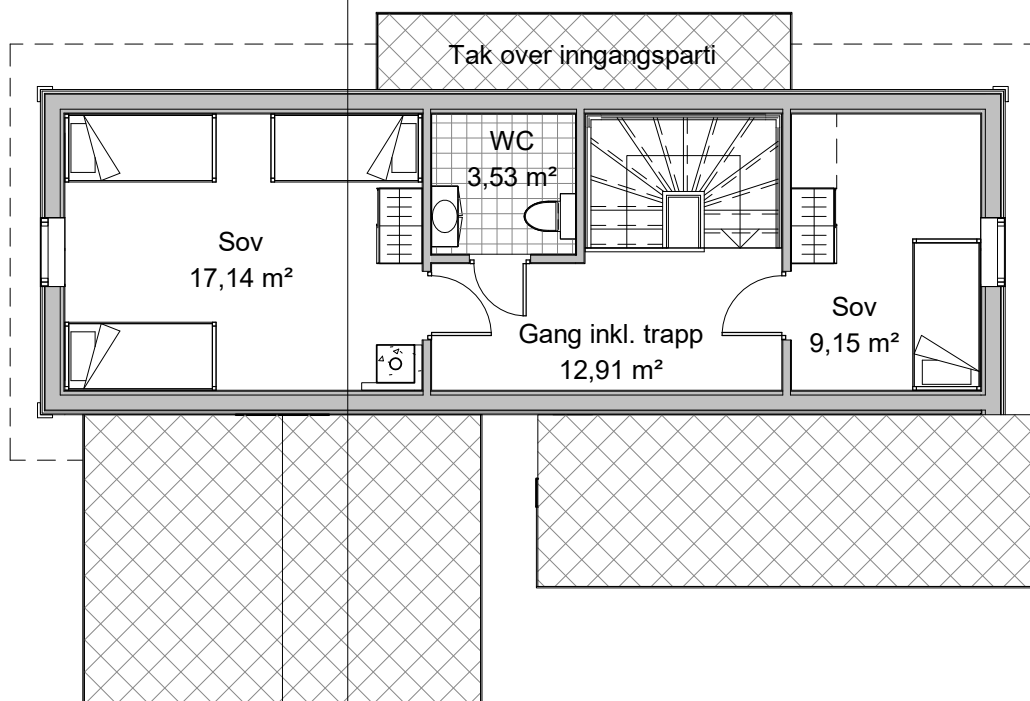 Tak over inngangsparti
WC
3,53 m²
Sov
17,14 m²
Gang inkl. trapp
12,91 m²
Sov
9,15 m²